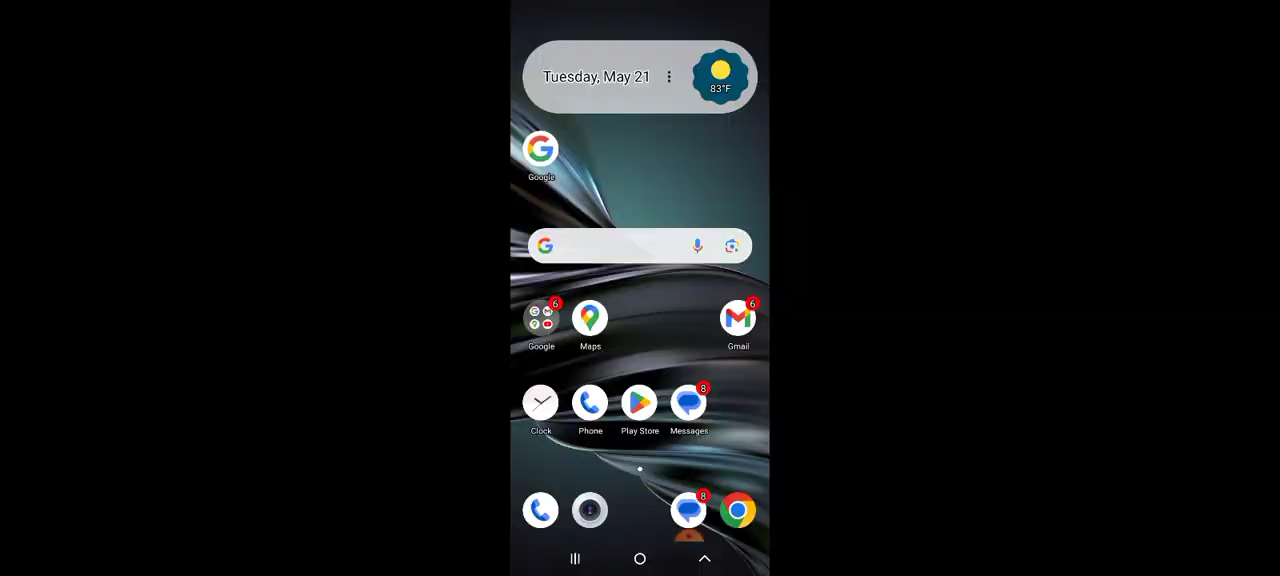 Tuesday, May 21
83°F
Google
6
6
Google
Maps
Gmail
8
Clock
Phone
Play Store
Messages
8